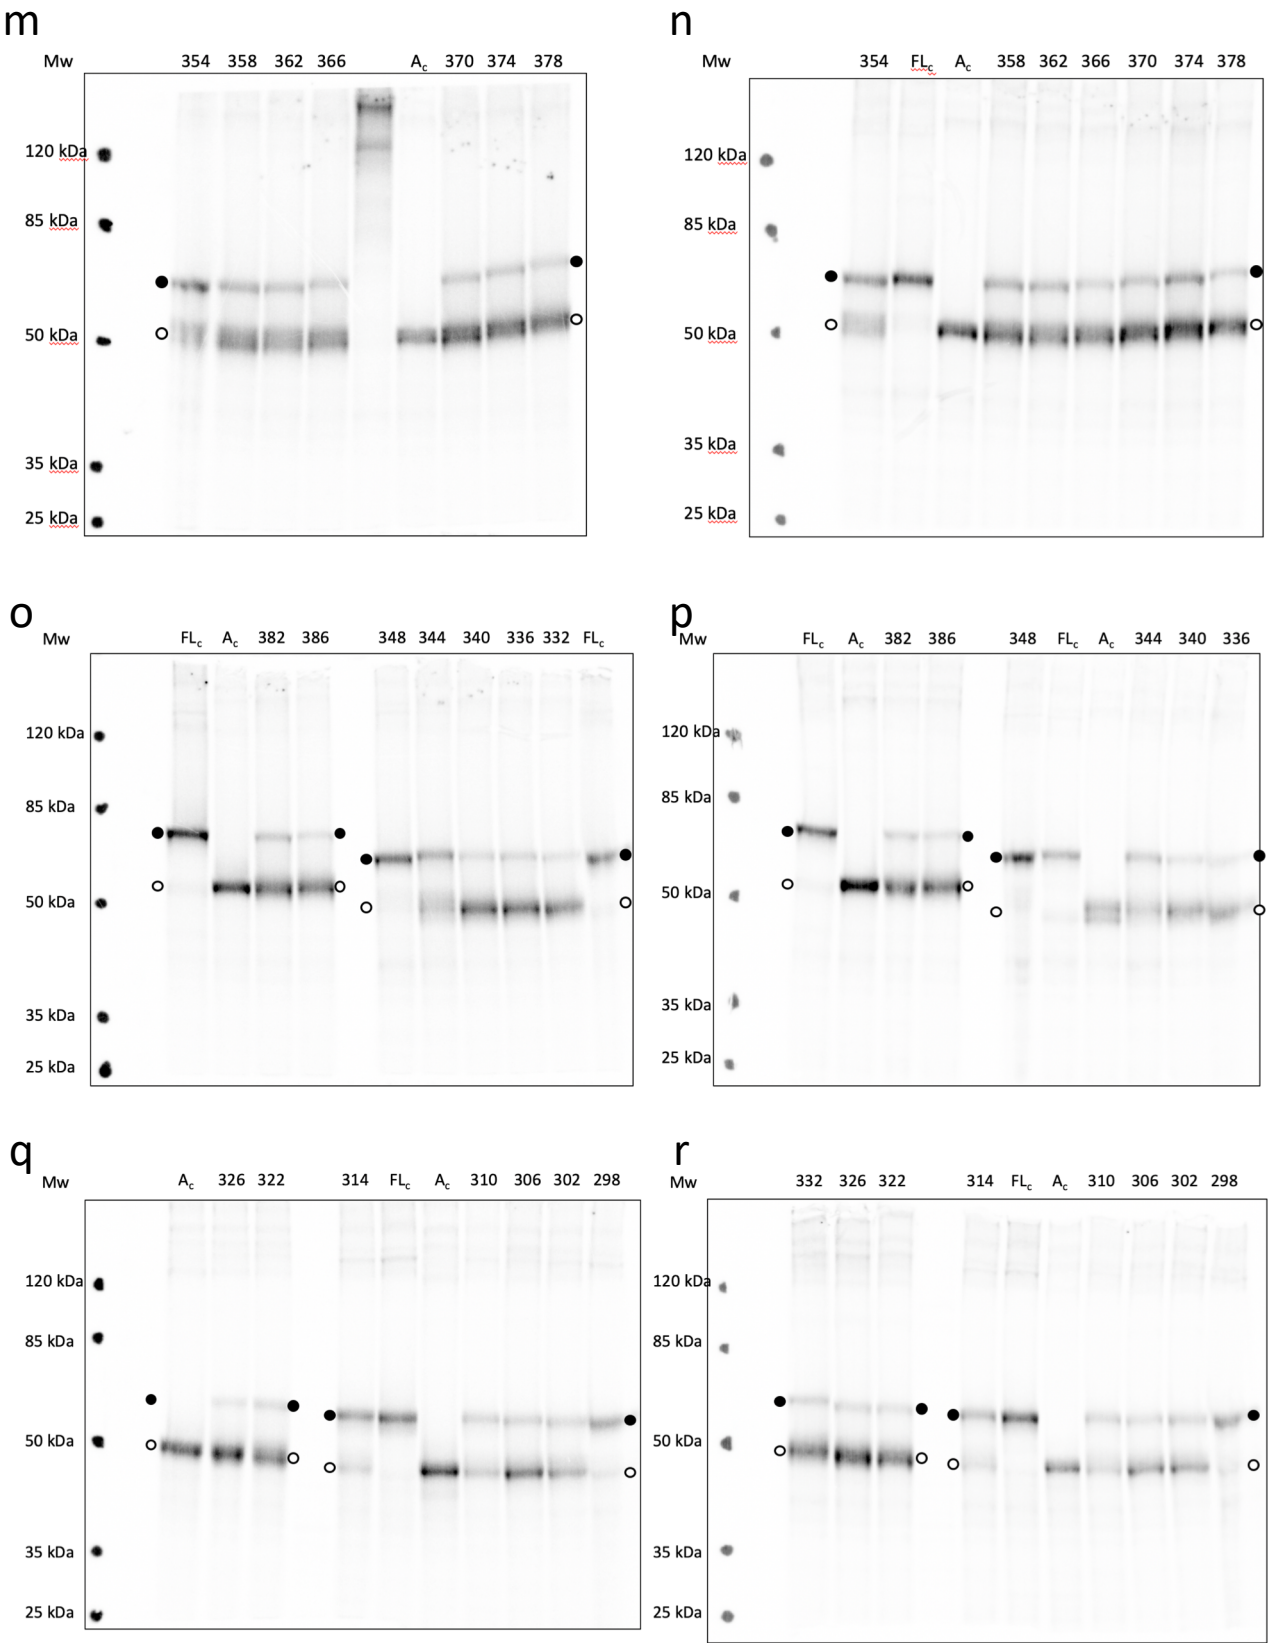 m
Mw 354 358 362 366 Ac 370 374 378
120 kDa
85 kDa
50 kDa
35 kDa
25 kDa
n
Mw 354 FLc Ac 358 362 366 370 374 378
120 kDa
85 kDa
50 kDa
35 kDa
25 kDa
o
Mw FLc Ac 382 386 348 344 340 336 332 FLc
120 kDa
85 kDa
50 kDa
35 kDa
25 kDa
p
Mw FLc Ac 382 386 348 FLc Ac 344 340 336
120 kDa
85 kDa
50 kDa
35 kDa
25 kDa
q
Mw Ac 326 322 314 FLc Ac 310 306 302 298
120 kDa
85 kDa
50 kDa
35 kDa
25 kDa
r
Mw 332 326 322 314 FLc Ac 310 306 302 298
120 kDa
85 kDa
50 kDa
35 kDa
25 kDa